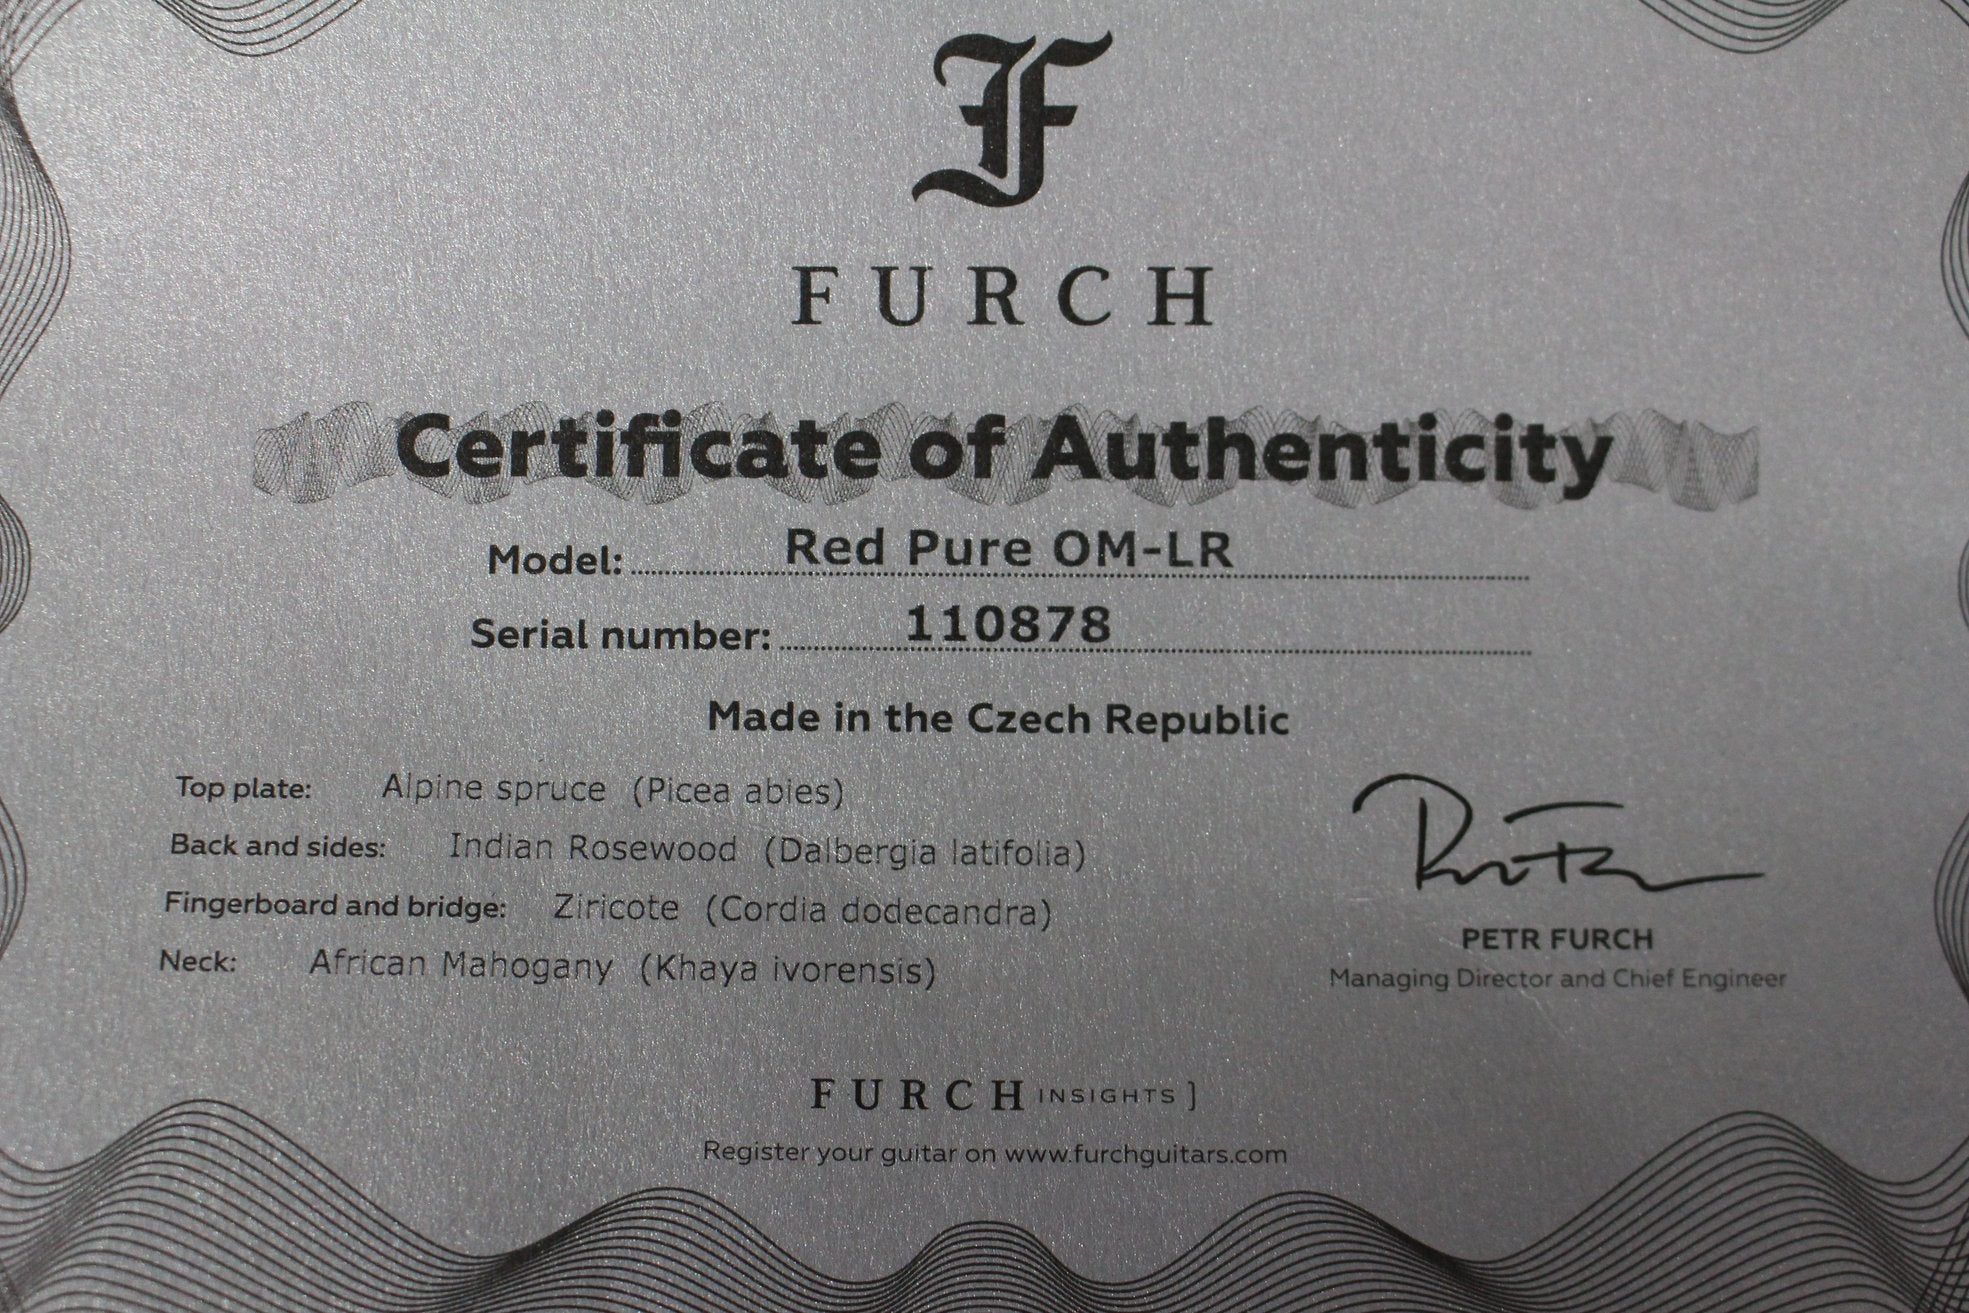 F
FURCH
Certificate of Authenticity
Model: Red Pure OM-LR
Serial number: 110878
Made in the Czech Republic
Top plate: Alpine spruce (Picea abies)
Back and sides: Indian Rosewood (Dalbergia latifolia)
Fingerboard and bridge: Ziricote (Cordia dodecandra)
Neck: African Mahogany (Khaya ivorensis)
PETR FURCH
Managing Director and Chief Engineer
FURCH INSIGHTS ]
Register your guitar on www.furchguitars.com